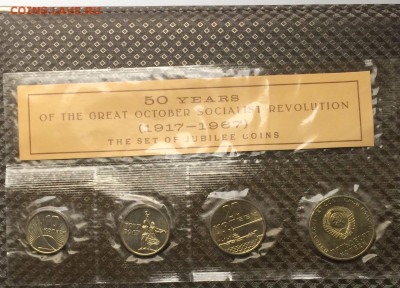 COINS.LAVE.RU
50 YEARS
OF THE GREAT OCTOBER SOCIALIST REVOLUTION
(1917-1967)
THE SET OF JUBILEE COINS